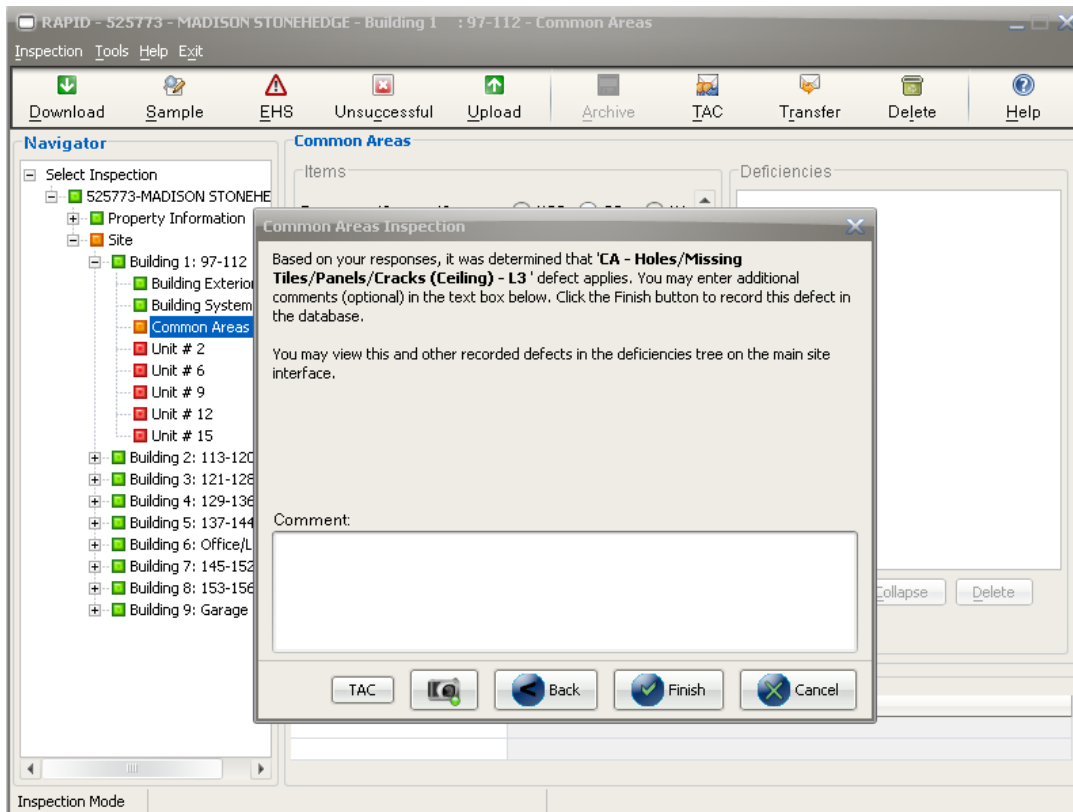 RAPID - 525773 - MADISON STONEHEDGE - Building 1 : 97-112 - Common Areas
Inspection Tools Help Exit
Download Sample EHS Unsuccessful Upload Archive TAC Transfer Delete Help
Navigator
Common Areas
Select Inspection
Items
Deficiencies
525773-MADISON STONEHE
Property Information
Site
Building 1: 97-112
Building Exterior
Building System
Common Areas
Unit # 2
Unit # 6
Unit # 9
Unit # 12
Unit # 15
Building 2: 113-120
Building 3: 121-128
Building 4: 129-136
Building 5: 137-144
Building 6: Office/L
Building 7: 145-152
Building 8: 153-156
Building 9: Garage
Common Areas Inspection
Based on your responses, it was determined that 'CA - Holes/Missing
Tiles/Panels/Cracks (Ceiling) - L3 ' defect applies. You may enter additional
comments (optional) in the text box below. Click the Finish button to record this defect in
the database.
You may view this and other recorded defects in the deficiencies tree on the main site
interface.
Comment:
TAC Back Finish Cancel
Collapse Delete
Inspection Mode